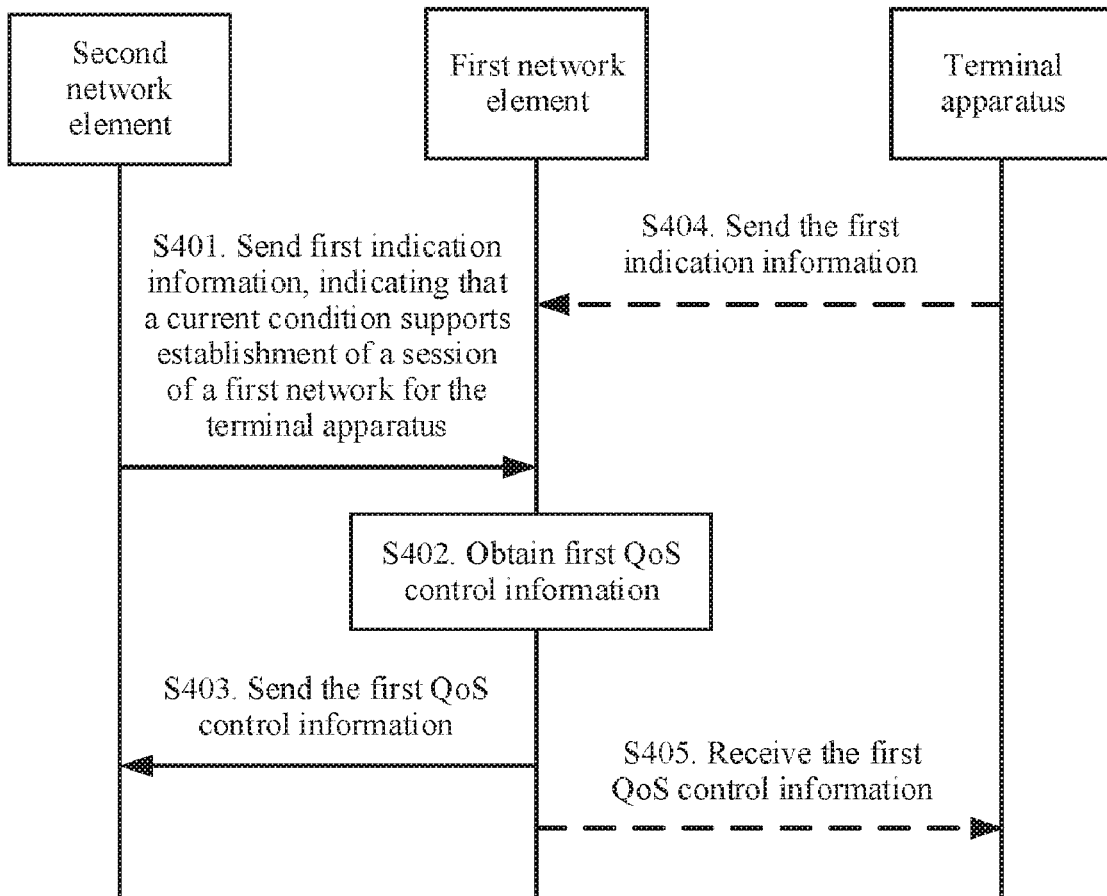 Second
network
element
First network
element
Terminal
apparatus
S401. Send first indication
information, indicating that
a current condition supports
establishment of a session
of a first network for the
terminal apparatus
S404. Send the first
indication information
S402. Obtain first QoS
control information
S403. Send the first QoS
control information
S405. Receive the first
QoS control information